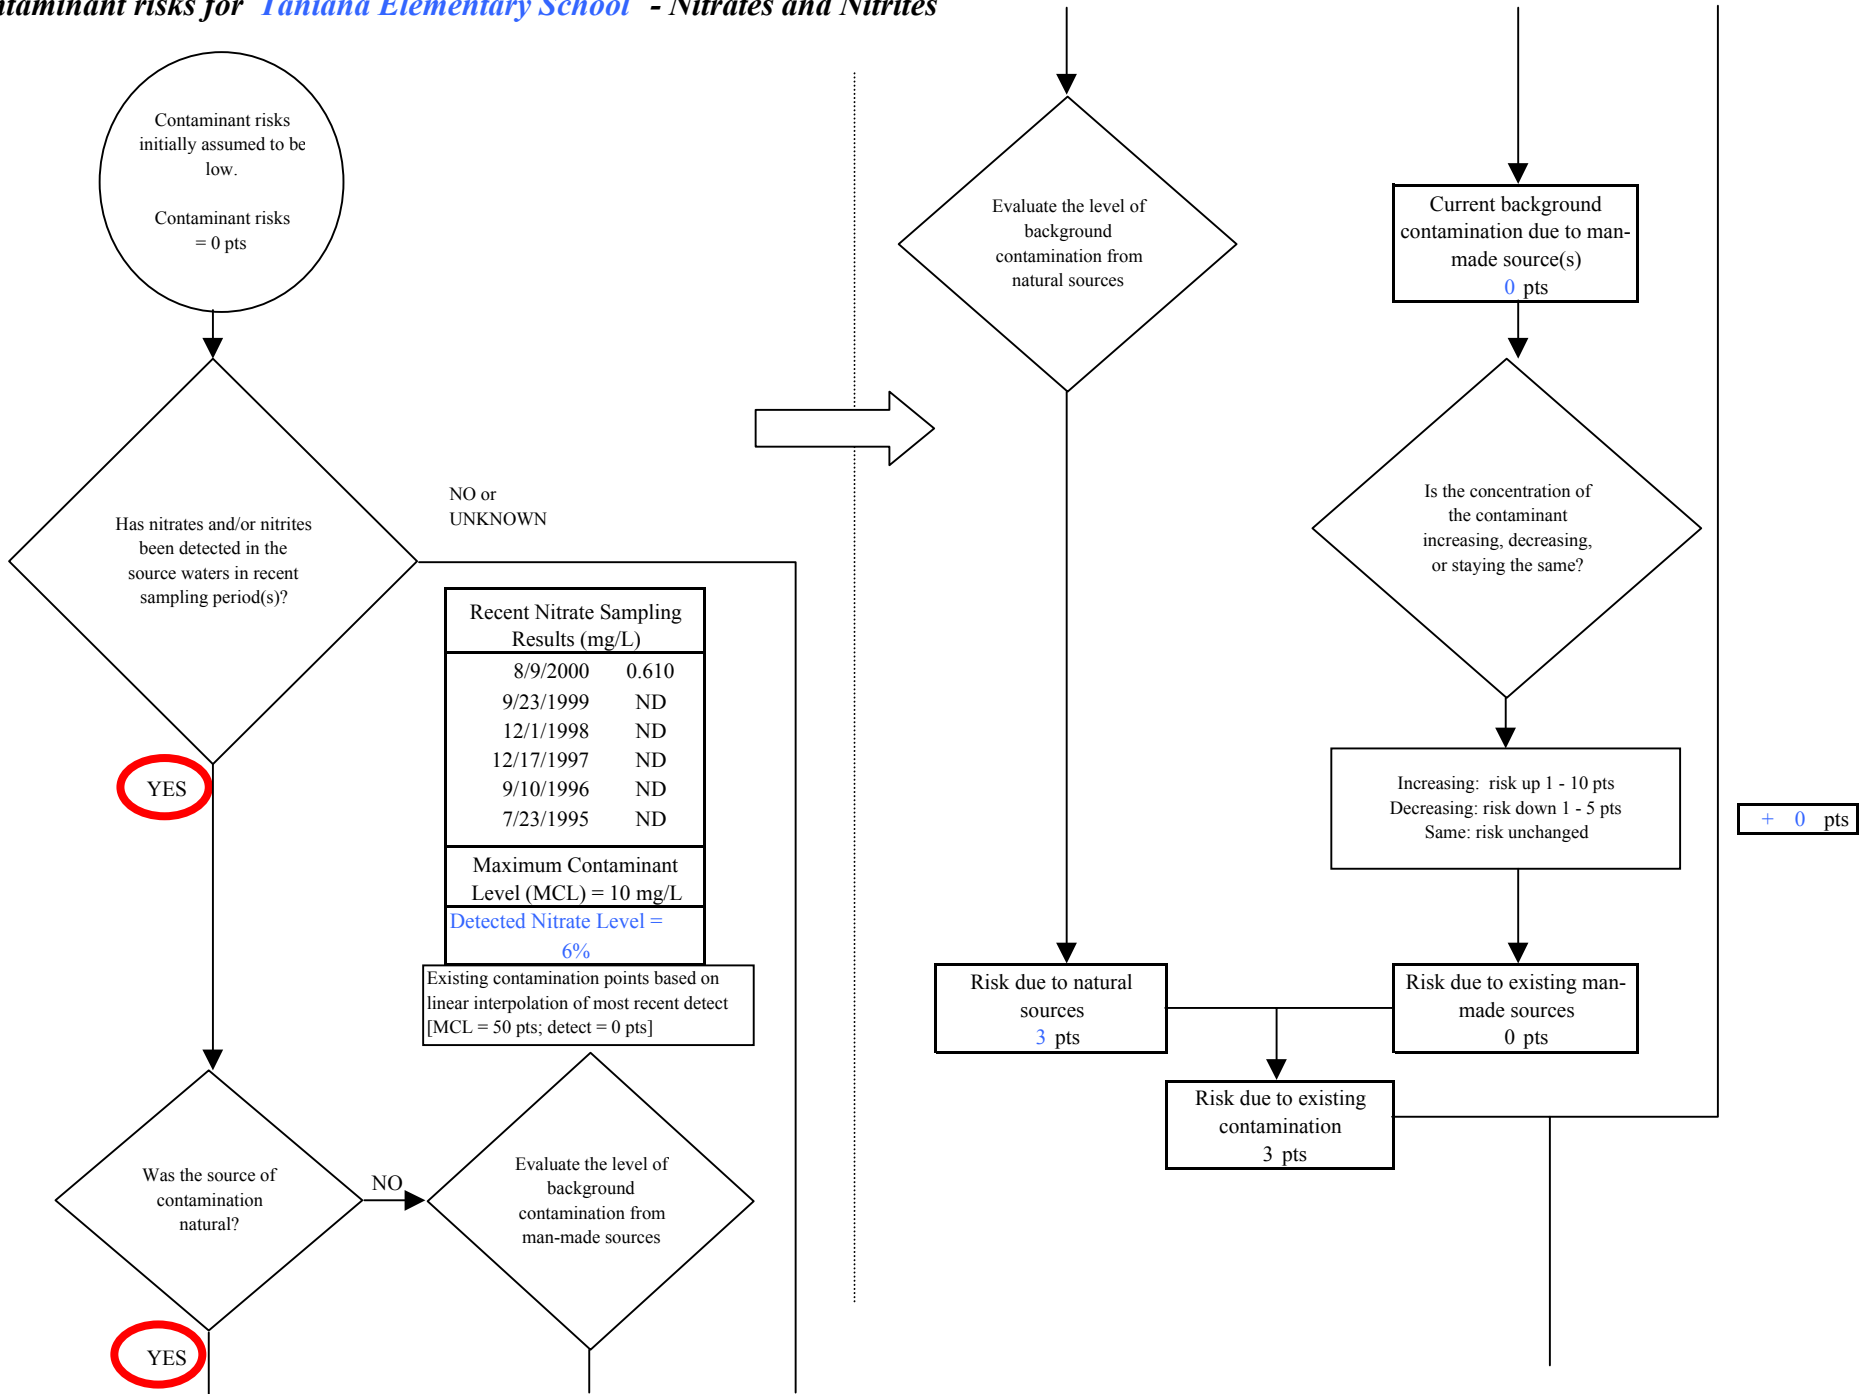 ntaminant risks for Taniana Elementary School - Nitrates and Nitrites
Contaminant risks
initially assumed to be
low.
Contaminant risks
= 0 pts
Has nitrates and/or nitrites
been detected in the
source waters in recent
sampling period(s)?
NO or
UNKNOWN
YES
Recent Nitrate Sampling
Results (mg/L)
8/9/2000 0.610
9/23/1999 ND
12/1/1998 ND
12/17/1997 ND
9/10/1996 ND
7/23/1995 ND
Maximum Contaminant
Level (MCL) = 10 mg/L
Detected Nitrate Level =
6%
Existing contamination points based on
linear interpolation of most recent detect
[MCL = 50 pts; detect = 0 pts]
Was the source of
contamination
natural?
NO
Evaluate the level of
background
contamination from
man-made sources
YES
Evaluate the level of
background
contamination from
natural sources
Current background
contamination due to man-
made source(s)
0 pts
Is the concentration of
the contaminant
increasing, decreasing,
or staying the same?
Increasing: risk up 1 - 10 pts
Decreasing: risk down 1 - 5 pts
Same: risk unchanged
+ 0 pts
Risk due to natural
sources
3 pts
Risk due to existing man-
made sources
0 pts
Risk due to existing
contamination
3 pts